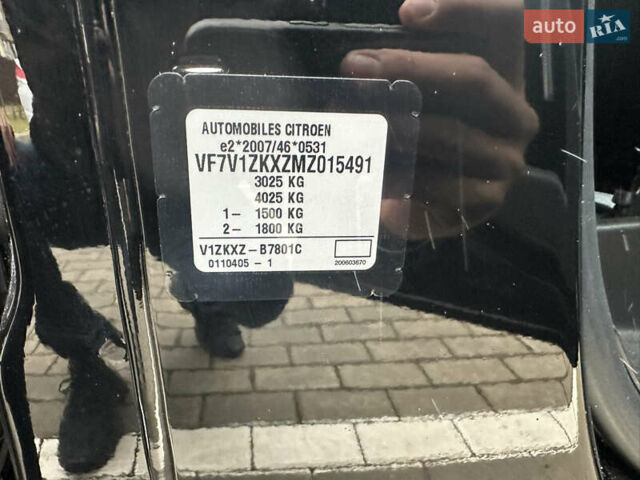 auto RIA.com
AUTOMOBILES CITROEN
e2*2007/46*0531
VF7V1ZKXZMZ015491
3025 KG
4025 KG
1- 1500 KG
2- 1800 KG
V1ZKXZ-B7801C
0110405 - 1 200603670